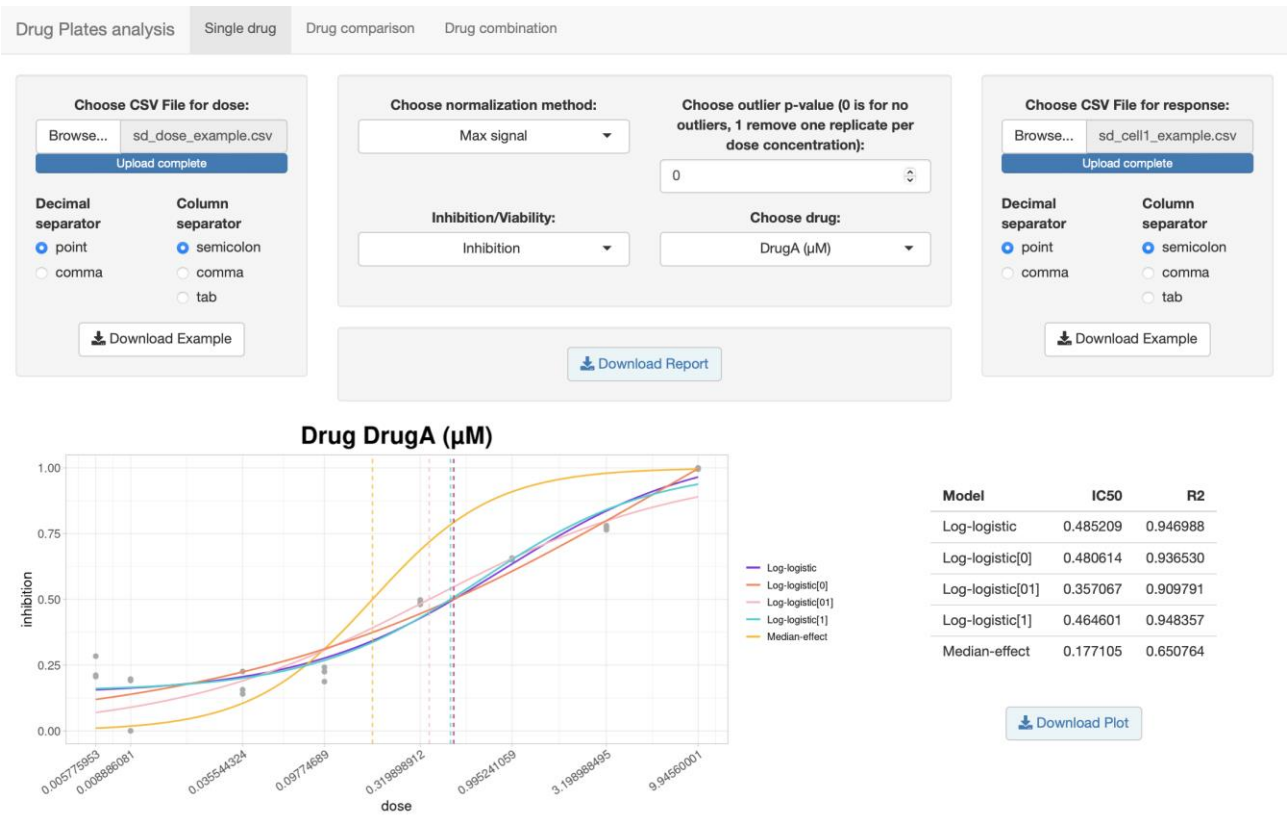 Drug Plates analysis Single drug Drug comparison Drug combination
Choose CSV File for dose:
Browse... sd_dose_example.csv
Upload complete
Decimal separator
point
comma
Column separator
semicolon
comma
tab
Download Example
Choose normalization method:
Max signal
Choose outlier p-value (0 is for no
outliers, 1 remove one replicate per
dose concentration):
0
Inhibition/Viability:
Inhibition
Choose drug:
DrugA (μM)
Download Report
Choose CSV File for response:
Browse... sd_cell1_example.csv
Upload complete
Decimal separator
point
comma
Column separator
semicolon
comma
tab
Download Example
Drug DrugA (μM)
inhibition
1.00
0.75
0.50
0.25
0.00
0.005775953
0.008886081
0.035544324
0.09774689
0.319898912
0.995241059
3.198988495
9.94560001
dose
Log-logistic
Log-logistic[0]
Log-logistic[01]
Log-logistic[1]
Median-effect
Model IC50 R2
Log-logistic 0.485209 0.946988
Log-logistic[0] 0.480614 0.936530
Log-logistic[01] 0.357067 0.909791
Log-logistic[1] 0.464601 0.948357
Median-effect 0.177105 0.650764
Download Plot